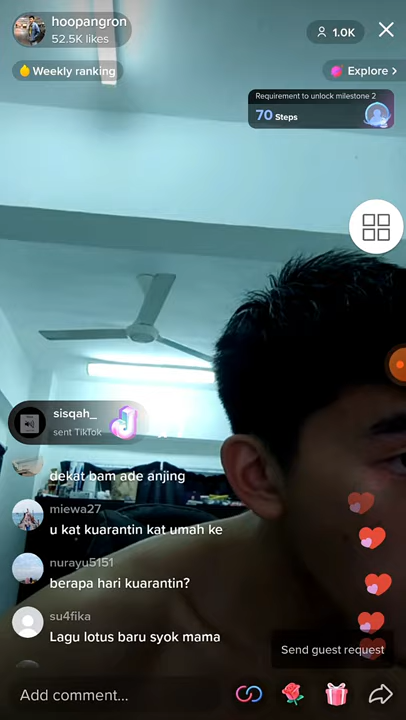 hoopangron
52.5K likes
1.0K
Weekly ranking
Explore >
Requirement to unlock milestone 2
70 Steps
sisqah_
sent TikTok
dekat bam ade anjing
miewa27
u kat kuarantin kat umah ke
nurayu5151
berapa hari kuarantin?
su4fika
Lagu lotus baru syok mama
Send guest request
Add comment...